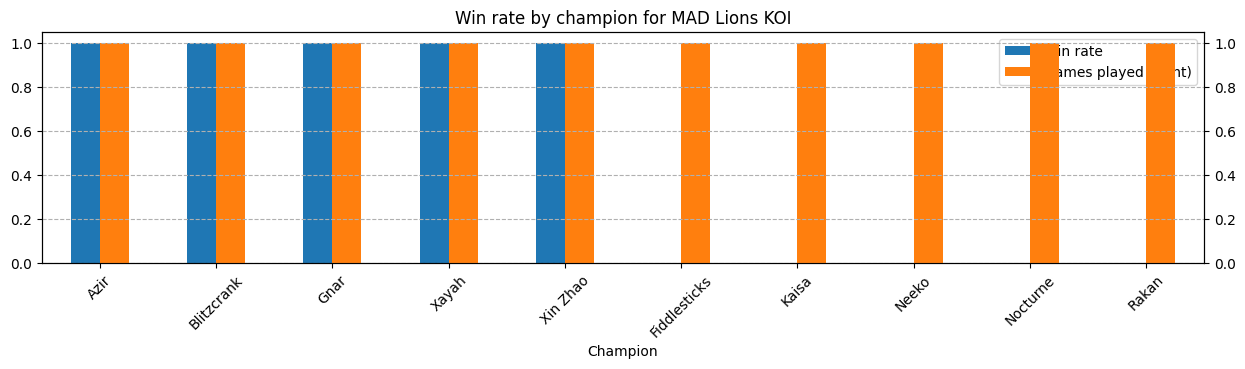 Win rate by champion for MAD Lions KOI
1.0
0.8
0.6
0.4
0.2
0.0
1.0
0.8
0.6
0.4
0.2
0.0
in rate
ames played nt)
Azir
Blitzcrank
Gnar
Xayah
Xin Zhao
Fiddlesticks
Kaisa
Neeko
Nocturne
Rakan
Champion